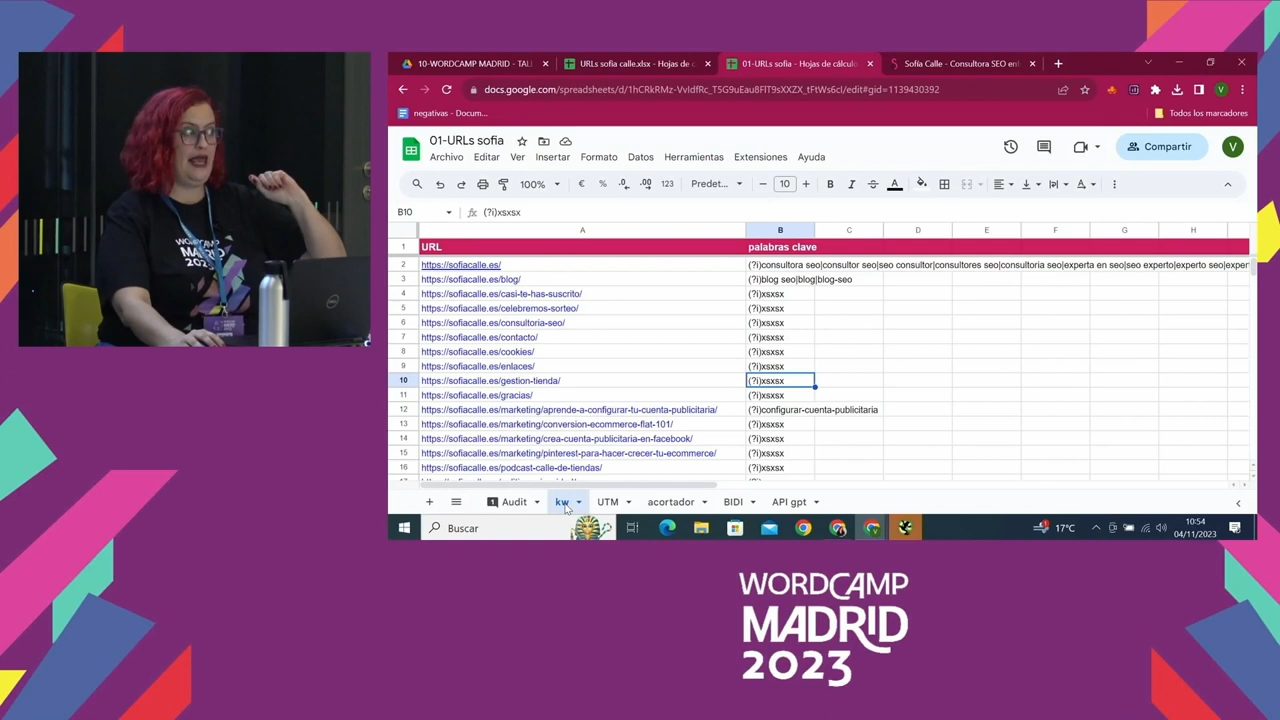 WORDCAMP
MADRID
2023
10-WORDCAMP MADRID - TAL
URLs sofia calle.xlsx - Hojas de c
01-URLs sofia - Hojas de cálculo
Sofía Calle - Consultora SEO en
docs.google.com/spreadsheets/d/1hCRkRMz-VvIdfRc_T5G9uEau8FlT9sXXZX_tFtWs6cI/edit#gid=1139430392
negativas - Docum...
Todos los marcadores
01-URLs sofia
Archivo Editar Ver Insertar Formato Datos Herramientas Extensiones Ayuda
Compartir
V
100% € % .0 .00 123 Predet... 10 B I A
B10 fx (?i)xsxsx
A B C D E F G H
1 URL palabras clave
2 https://sofiacalle.es/ (?i)consultora seo|consultor seo|seo consultor|consultores seo|consultoria seo|experta en seo|seo experto|experto seo|exper
3 https://sofiacalle.es/blog/ (?i)blog seo|blog|blog-seo
4 https://sofiacalle.es/casi-te-has-suscrito/ (?i)xsxsx
5 https://sofiacalle.es/celebremos-sorteo/ (?i)xsxsx
6 https://sofiacalle.es/consultoria-seo/ (?i)xsxsx
7 https://sofiacalle.es/contacto/ (?i)xsxsx
8 https://sofiacalle.es/cookies/ (?i)xsxsx
9 https://sofiacalle.es/enlaces/ (?i)xsxsx
10 https://sofiacalle.es/gestion-tienda/ (?i)xsxsx
11 https://sofiacalle.es/gracias/ (?i)xsxsx
12 https://sofiacalle.es/marketing/aprende-a-configurar-tu-cuenta-publicitaria/ (?i)configurar-cuenta-publicitaria
13 https://sofiacalle.es/marketing/conversion-ecommerce-flat-101/ (?i)xsxsx
14 https://sofiacalle.es/marketing/crea-cuenta-publicitaria-en-facebook/ (?i)xsxsx
15 https://sofiacalle.es/marketing/pinterest-para-hacer-crecer-tu-ecommerce/ (?i)xsxsx
16 https://sofiacalle.es/podcast-calle-de-tiendas/ (?i)xsxsx
1 Audit kw UTM acortador BIDI API gpt
Buscar
17°C
10:54
04/11/2023
WORDCAMP
MADRID
2023